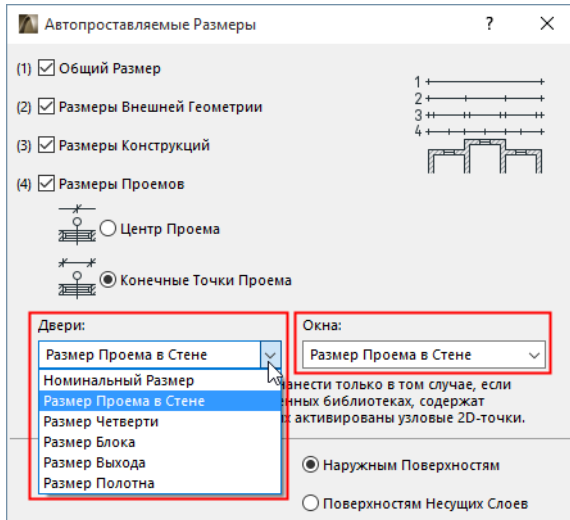 Автопроставляемые Размеры ?
(1) Общий Размер
(2) Размеры Внешней Геометрии
(3) Размеры Конструкций
(4) Размеры Проемов
1
2
3
4
Центр Проема
Конечные Точки Проема
Двери:
Размер Проема в Стене
Номинальный Размер
Размер Проема в Стене
Размер Четверти
Размер Блока
Размер Выхода
Размер Полотна
Окна:
Размер Проема в Стене
нанести только в том случае, если
библиотеках, содержат
активированы узловые 2D-точки.
Наружным Поверхностям
Поверхностям Несущих Слоев